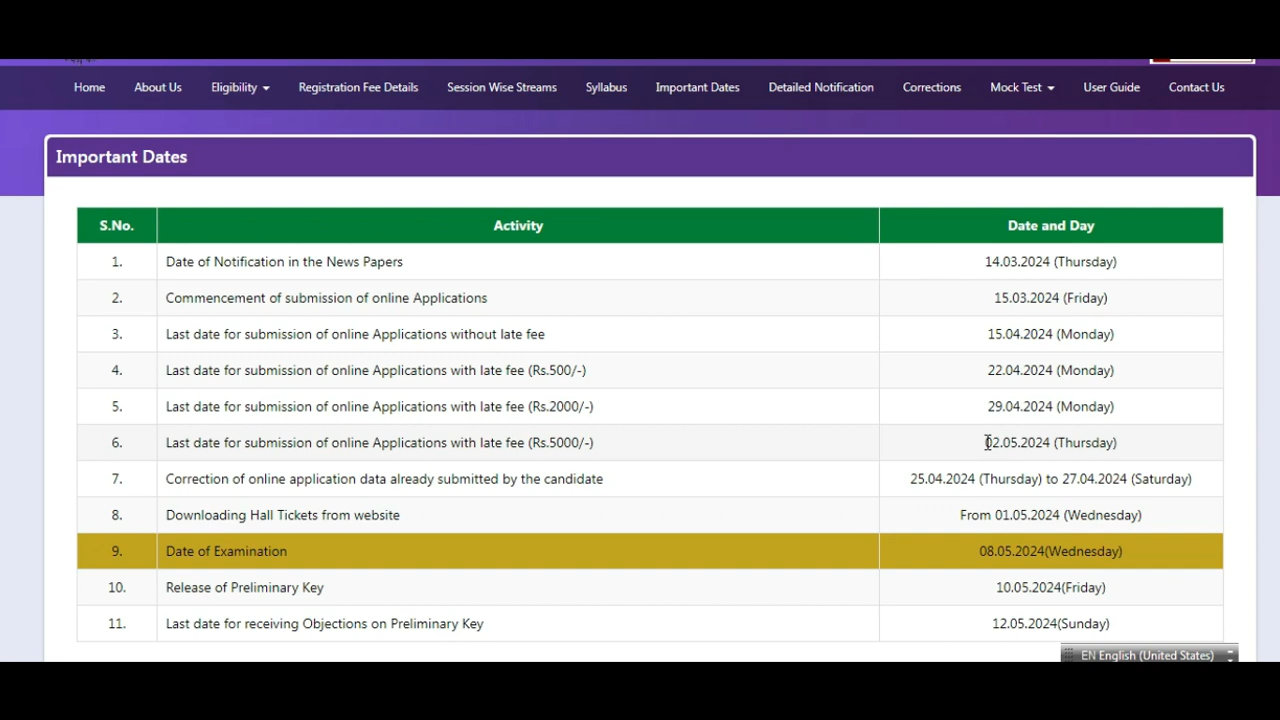 Home About Us Eligibility Registration Fee Details Session Wise Streams Syllabus Important Dates Detailed Notification Corrections Mock Test User Guide Contact Us
Important Dates
S.No. Activity Date and Day
1. Date of Notification in the News Papers 14.03.2024 (Thursday)
2. Commencement of submission of online Applications 15.03.2024 (Friday)
3. Last date for submission of online Applications without late fee 15.04.2024 (Monday)
4. Last date for submission of online Applications with late fee (Rs.500/-) 22.04.2024 (Monday)
5. Last date for submission of online Applications with late fee (Rs.2000/-) 29.04.2024 (Monday)
6. Last date for submission of online Applications with late fee (Rs.5000/-) 02.05.2024 (Thursday)
7. Correction of online application data already submitted by the candidate 25.04.2024 (Thursday) to 27.04.2024 (Saturday)
8. Downloading Hall Tickets from website From 01.05.2024 (Wednesday)
9. Date of Examination 08.05.2024(Wednesday)
10. Release of Preliminary Key 10.05.2024(Friday)
11. Last date for receiving Objections on Preliminary Key 12.05.2024(Sunday)
EN English (United States)